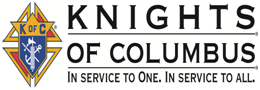 K OF C
KNIGHTS
OF COLUMBUS®
IN SERVICE TO ONE. IN SERVICE TO ALL.®